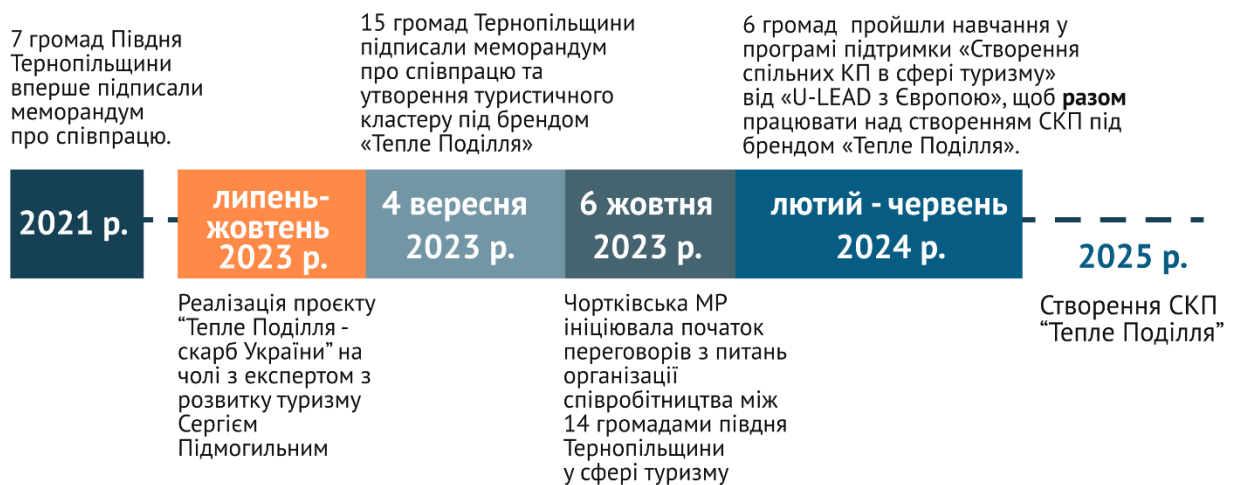 7 громад Півдня
Тернопільщини
вперше підписали
меморандум
про співпрацю.
15 громад Тернопільщини
підписали меморандум
про співпрацю та
утворення туристичного
кластеру під брендом
«Тепле Поділля»
6 громад пройшли навчання у
програмі підтримки «Створення
спільних КП в сфері туризму»
від «U-LEAD з Європою», щоб разом
працювати над створенням СКП під
брендом «Тепле Поділля».
2021 р.
липень-
жовтень
2023 р.
4 вересня
2023 р.
6 жовтня
2023 р.
лютий - червень
2024 р.
2025 р.
Реалізація проєкту
“Тепле Поділля -
скарб України” на
чолі з експертом з
розвитку туризму
Сергієм
Підмогильним
Чортківська МР
ініціювала початок
переговорів з питань
організації
співробітництва між
14 громадами півдня
Тернопільщини
у сфері туризму
Створення СКП
“Тепле Поділля”